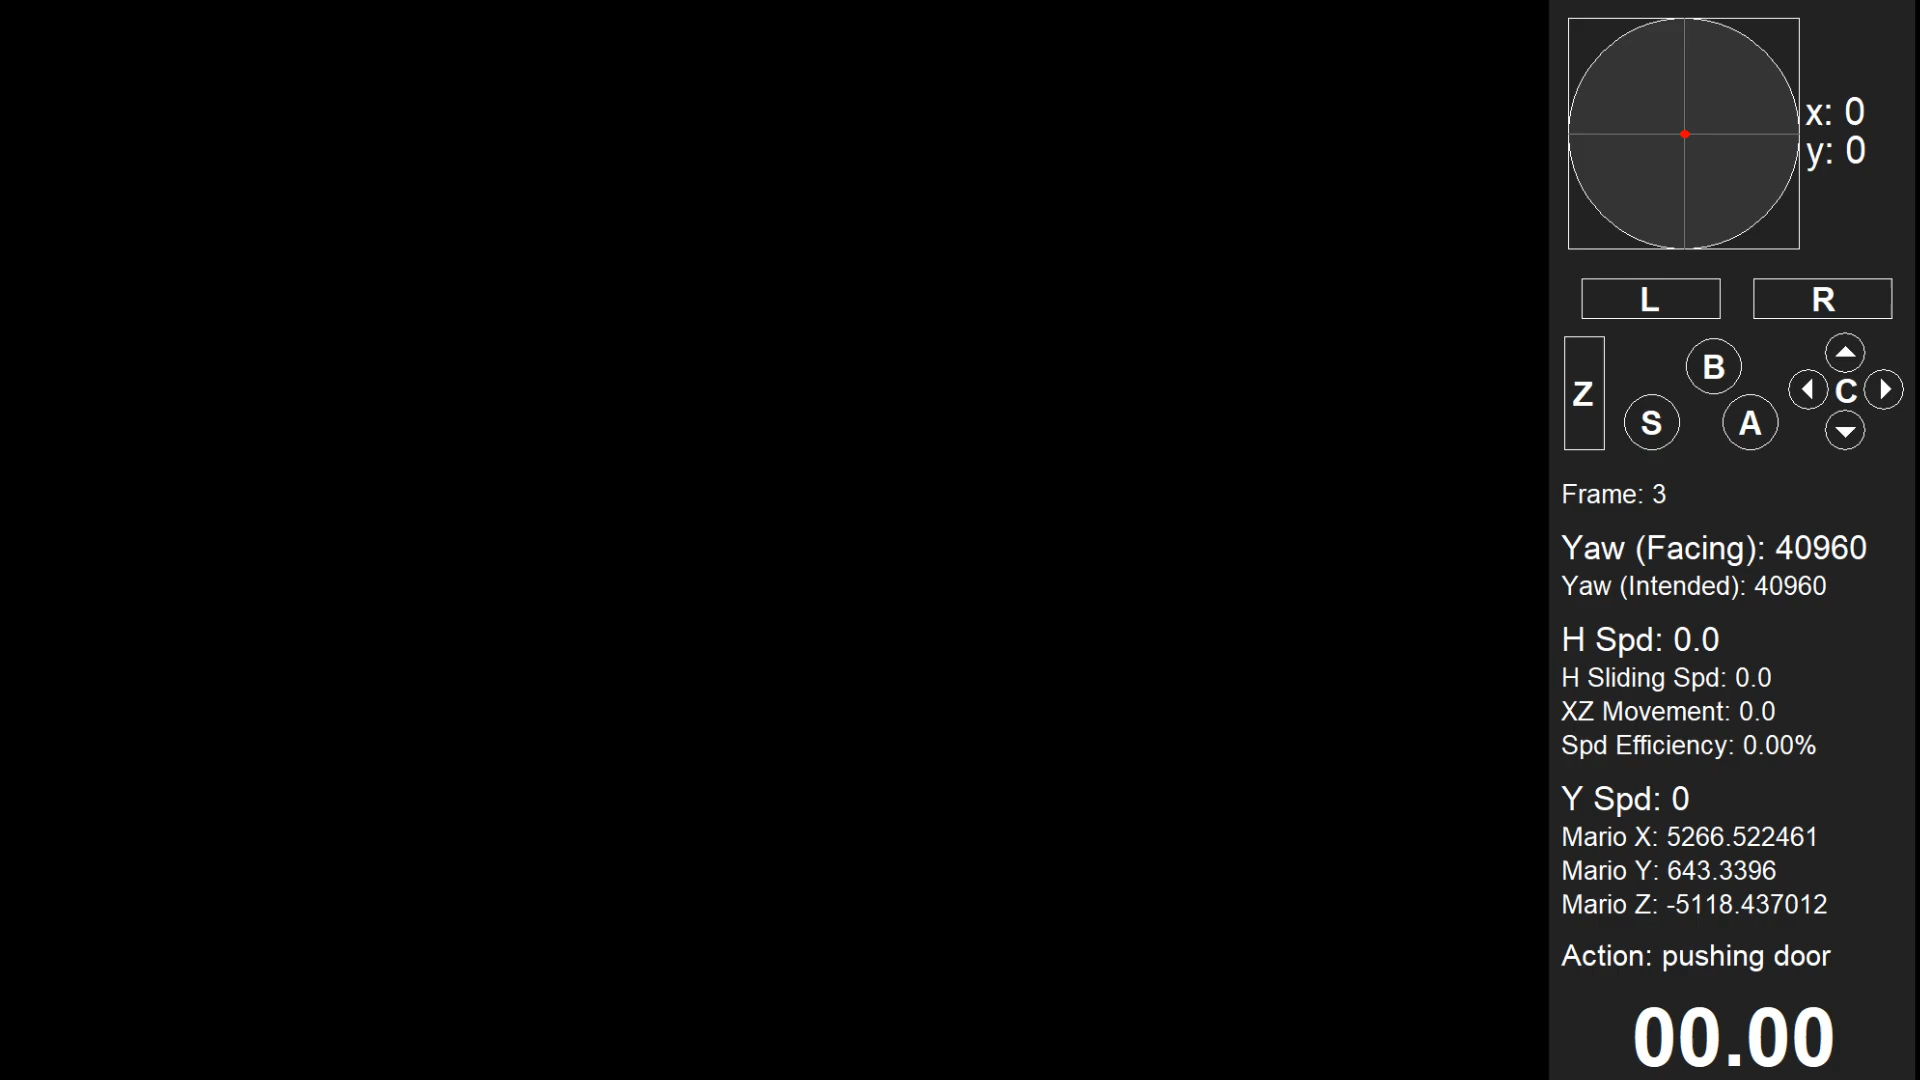 x: 0
y: 0
L R
Z S B A C
Frame: 3
Yaw (Facing): 40960
Yaw (Intended): 40960
H Spd: 0.0
H Sliding Spd: 0.0
XZ Movement: 0.0
Spd Efficiency: 0.00%
Y Spd: 0
Mario X: 5266.522461
Mario Y: 643.3396
Mario Z: -5118.437012
Action: pushing door
00.00